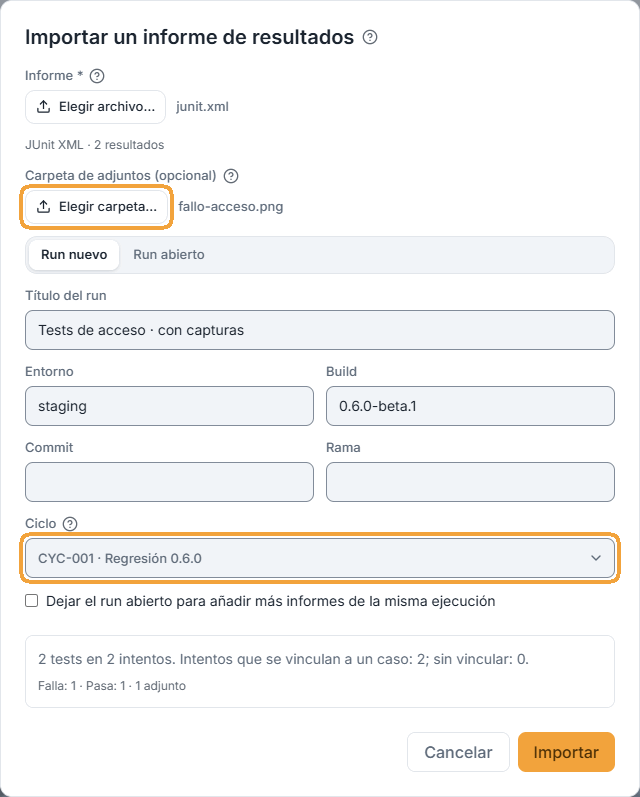 Importar un informe de resultados ?
Informe * ?
Elegir archivo... junit.xml
JUnit XML · 2 resultados
Carpeta de adjuntos (opcional) ?
Elegir carpeta... fallo-acceso.png
Run nuevo Run abierto
Título del run
Tests de acceso · con capturas
Entorno Build
staging 0.6.0-beta.1
Commit Rama
Ciclo ?
CYC-001 · Regresión 0.6.0
Dejar el run abierto para añadir más informes de la misma ejecución
2 tests en 2 intentos. Intentos que se vinculan a un caso: 2; sin vincular: 0.
Falla: 1 · Pasa: 1 · 1 adjunto
Cancelar Importar